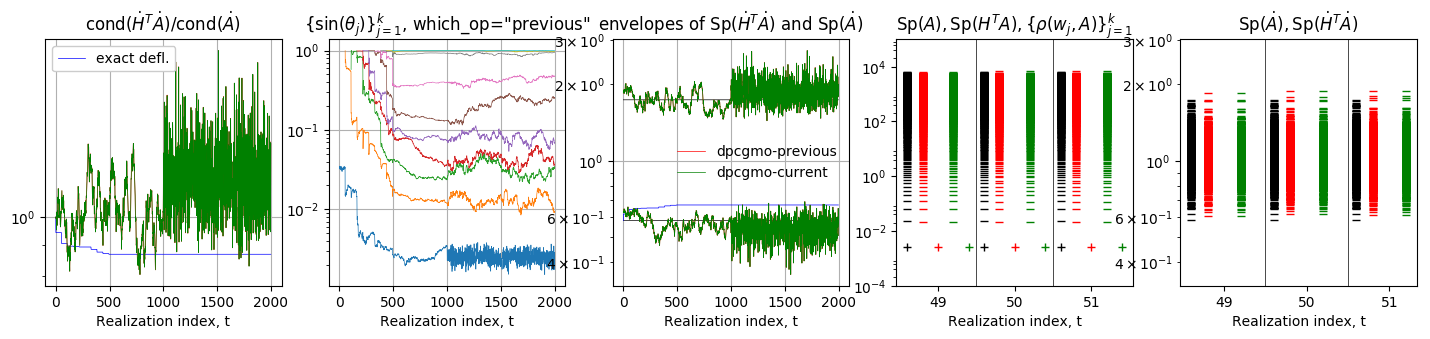 cond(Ḣ^T Ȧ)/cond(Ȧ)
exact defl.
10^0
0
500
1000
1500
2000
Realization index, t
{sin(θ_j)}_{j=1}^k, which_op="previous"
10^0
10^−1
10^−2
0
500
1000
1500
2000
Realization index, t
envelopes of Sp(Ḣ^T Ȧ) and Sp(Ȧ)
3 × 10^0
2 × 10^0
10^0
6 × 10^−1
4 × 10^−1
dpcgmo-previous
dpcgmo-current
0
500
1000
1500
2000
Realization index, t
Sp(A), Sp(H^T A), {ρ(w_j, A)}_{j=1}^k
10^4
10^2
10^0
10^−2
10^−4
49
50
51
Realization index, t
Sp(Ȧ), Sp(Ḣ^T Ȧ)
3 × 10^0
2 × 10^0
10^0
6 × 10^−1
4 × 10^−1
49
50
51
Realization index, t